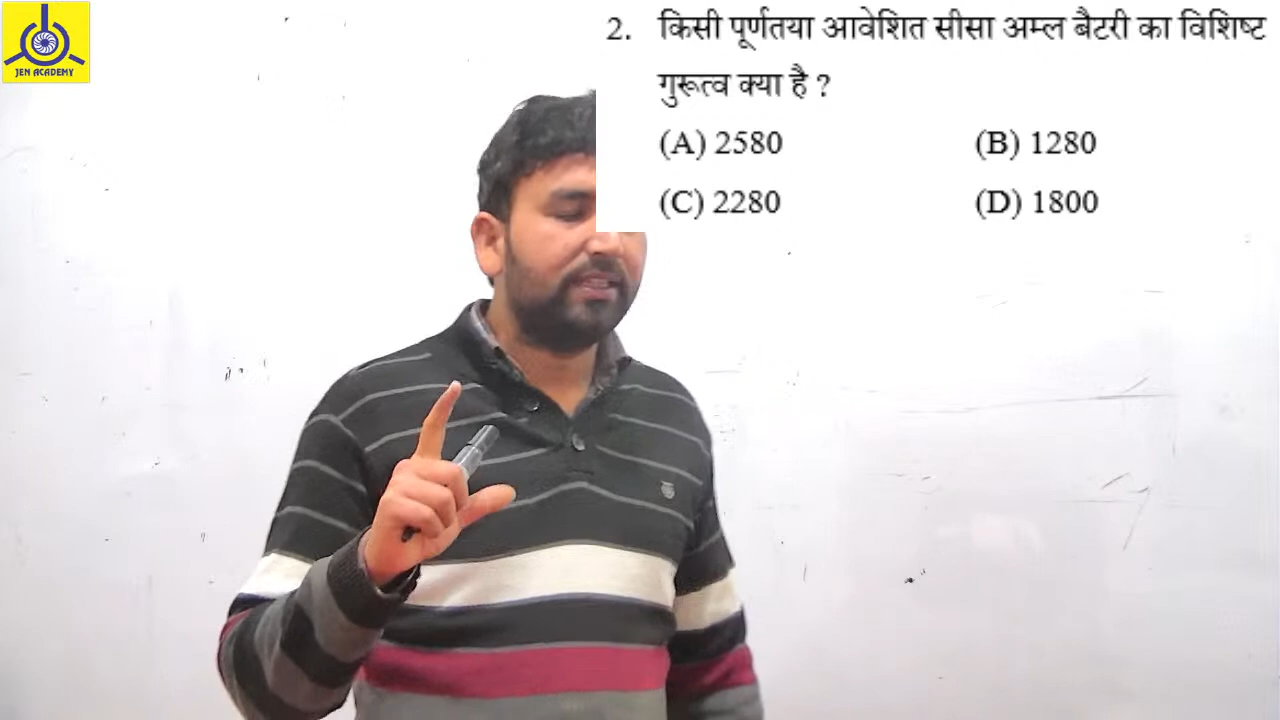 JEN ACADEMY
2. किसी पूर्णतया आवेशित सीसा अम्ल बैटरी का विशिष्ट
गुरूत्व क्या है ?
(A) 2580 (B) 1280
(C) 2280 (D) 1800